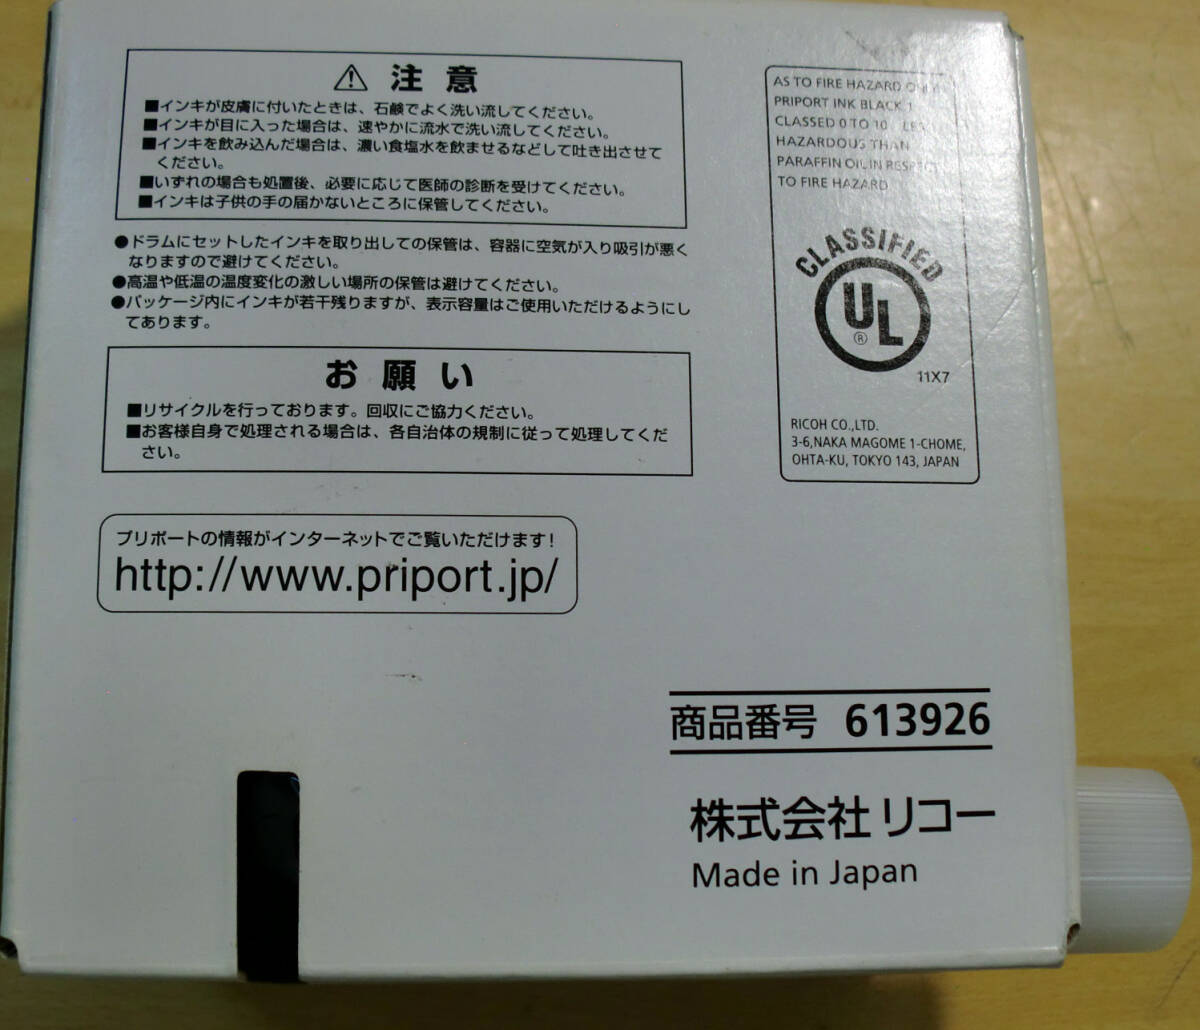 ⚠ 注意
■インキが皮膚に付いたときは、石鹸でよく洗い流してください。
■インキが目に入った場合は、速やかに流水で洗い流してください。
■インキを飲み込んだ場合は、濃い食塩水を飲ませるなどして吐き出させて
ください。
■いずれの場合も処置後、必要に応じて医師の診断を受けてください。
■インキは子供の手の届かないところに保管してください。
●ドラムにセットしたインキを取り出しての保管は、容器に空気が入り吸引が悪く
なりますので避けてください。
●高温や低温の温度変化の激しい場所の保管は避けてください。
●パッケージ内にインキが若干残りますが、表示容量はご使用いただけるようにし
てあります。
お願い
■リサイクルを行っております。回収にご協力ください。
■お客様自身で処理される場合は、各自治体の規制に従って処理してくだ
さい。
プリポートの情報がインターネットでご覧いただけます!
http://www.priport.jp/
AS TO FIRE HAZARD ONLY
PRIPORT INK BLACK 1
CLASSED 0 TO 10 LESS
HAZARDOUS THAN
PARAFFIN OIL IN RESPECT
TO FIRE HAZARD
CLASSIFIED
UL
®
11X7
RICOH CO.,LTD.
3-6,NAKA MAGOME 1-CHOME,
OHTA-KU, TOKYO 143, JAPAN
商品番号 613926
株式会社 リコー
Made in Japan